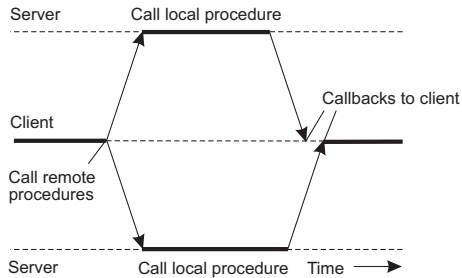 Server
Call local procedure
Callbacks to client
Client
Call remote
procedures
Server
Call local procedure
Time